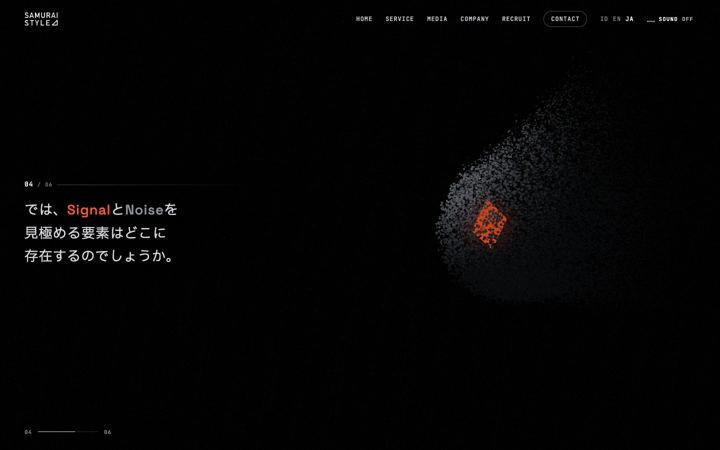 SAMURAI
STYLE
HOME SERVICE MEDIA COMPANY RECRUIT CONTACT ID EN JA SOUND OFF
04 / 06
では、SignalとNoiseを
見極める要素はどこに
存在するのでしょうか。
04 06